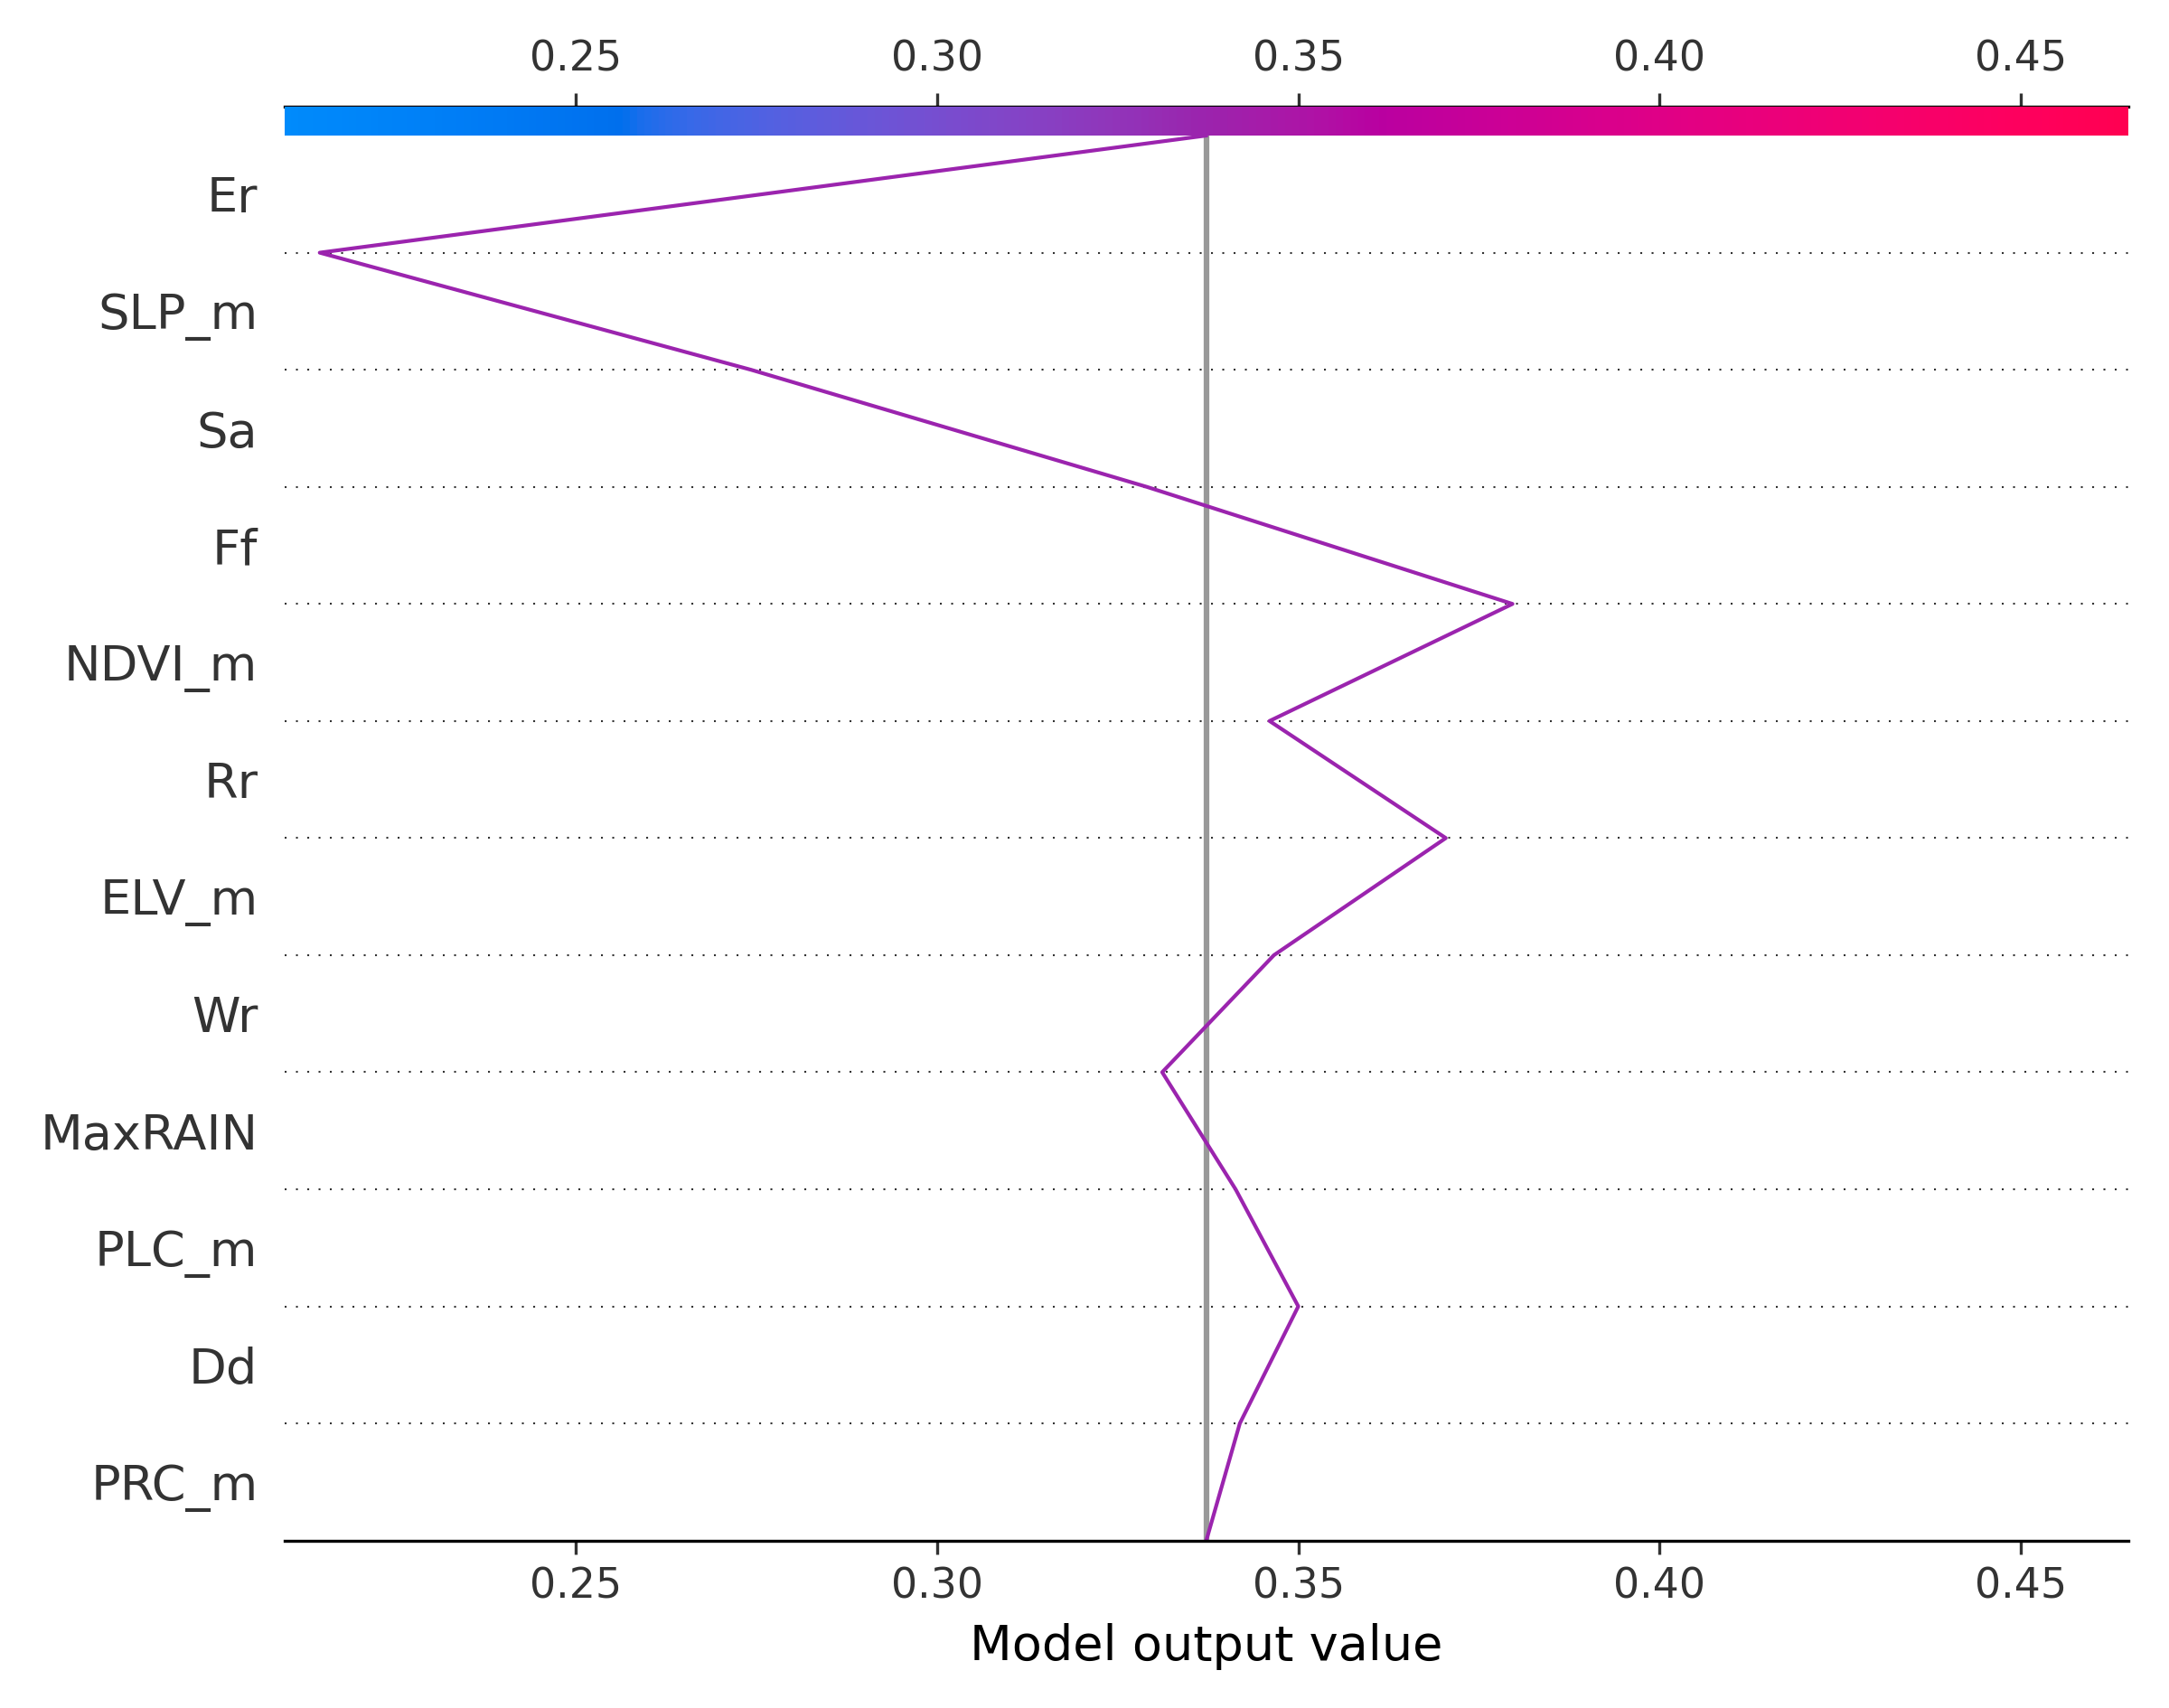 0.25 0.30 0.35 0.40 0.45
Er
SLP_m
Sa
Ff
NDVI_m
Rr
ELV_m
Wr
MaxRAIN
PLC_m
Dd
PRC_m
0.25 0.30 0.35 0.40 0.45
Model output value